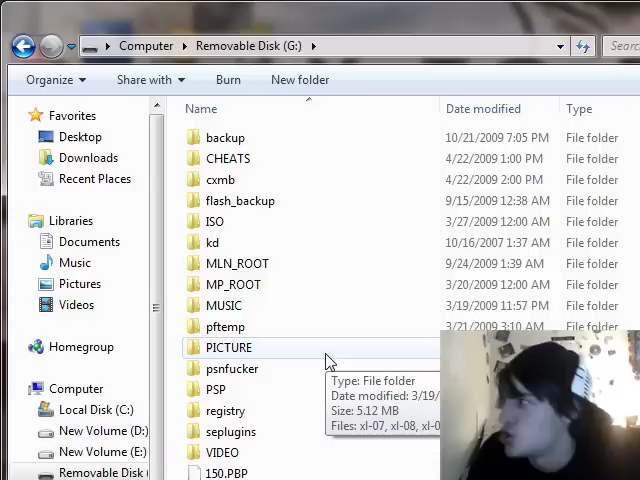 Computer Removable Disk (G:) Sear
Organize Share with Burn New folder
Name Date modified Type
Favorites
Desktop
Downloads
Recent Places
Libraries
Documents
Music
Pictures
Videos
Homegroup
Computer
Local Disk (C:)
New Volume (D:)
New Volume (E:)
Removable Disk (
backup 10/21/2009 7:05 PM File folder
CHEATS 4/22/2009 1:00 PM File folder
cxmb 4/22/2009 2:00 PM File folder
flash_backup 9/15/2009 12:38 AM File folder
ISO 3/27/2009 12:00 AM File folder
kd 10/16/2007 1:37 AM File folder
MLN_ROOT 9/24/2009 1:39 AM File folder
MP_ROOT 3/20/2009 12:00 AM File folder
MUSIC 3/19/2009 11:57 PM File folder
pftemp 3/21/2009 3:10 AM File folder
PICTURE
psnfucker
PSP
registry
seplugins
VIDEO
150.PBP
Type: File folder
Date modified: 3/19/
Size: 5.12 MB
Files: xl-07, xl-08, xl-0